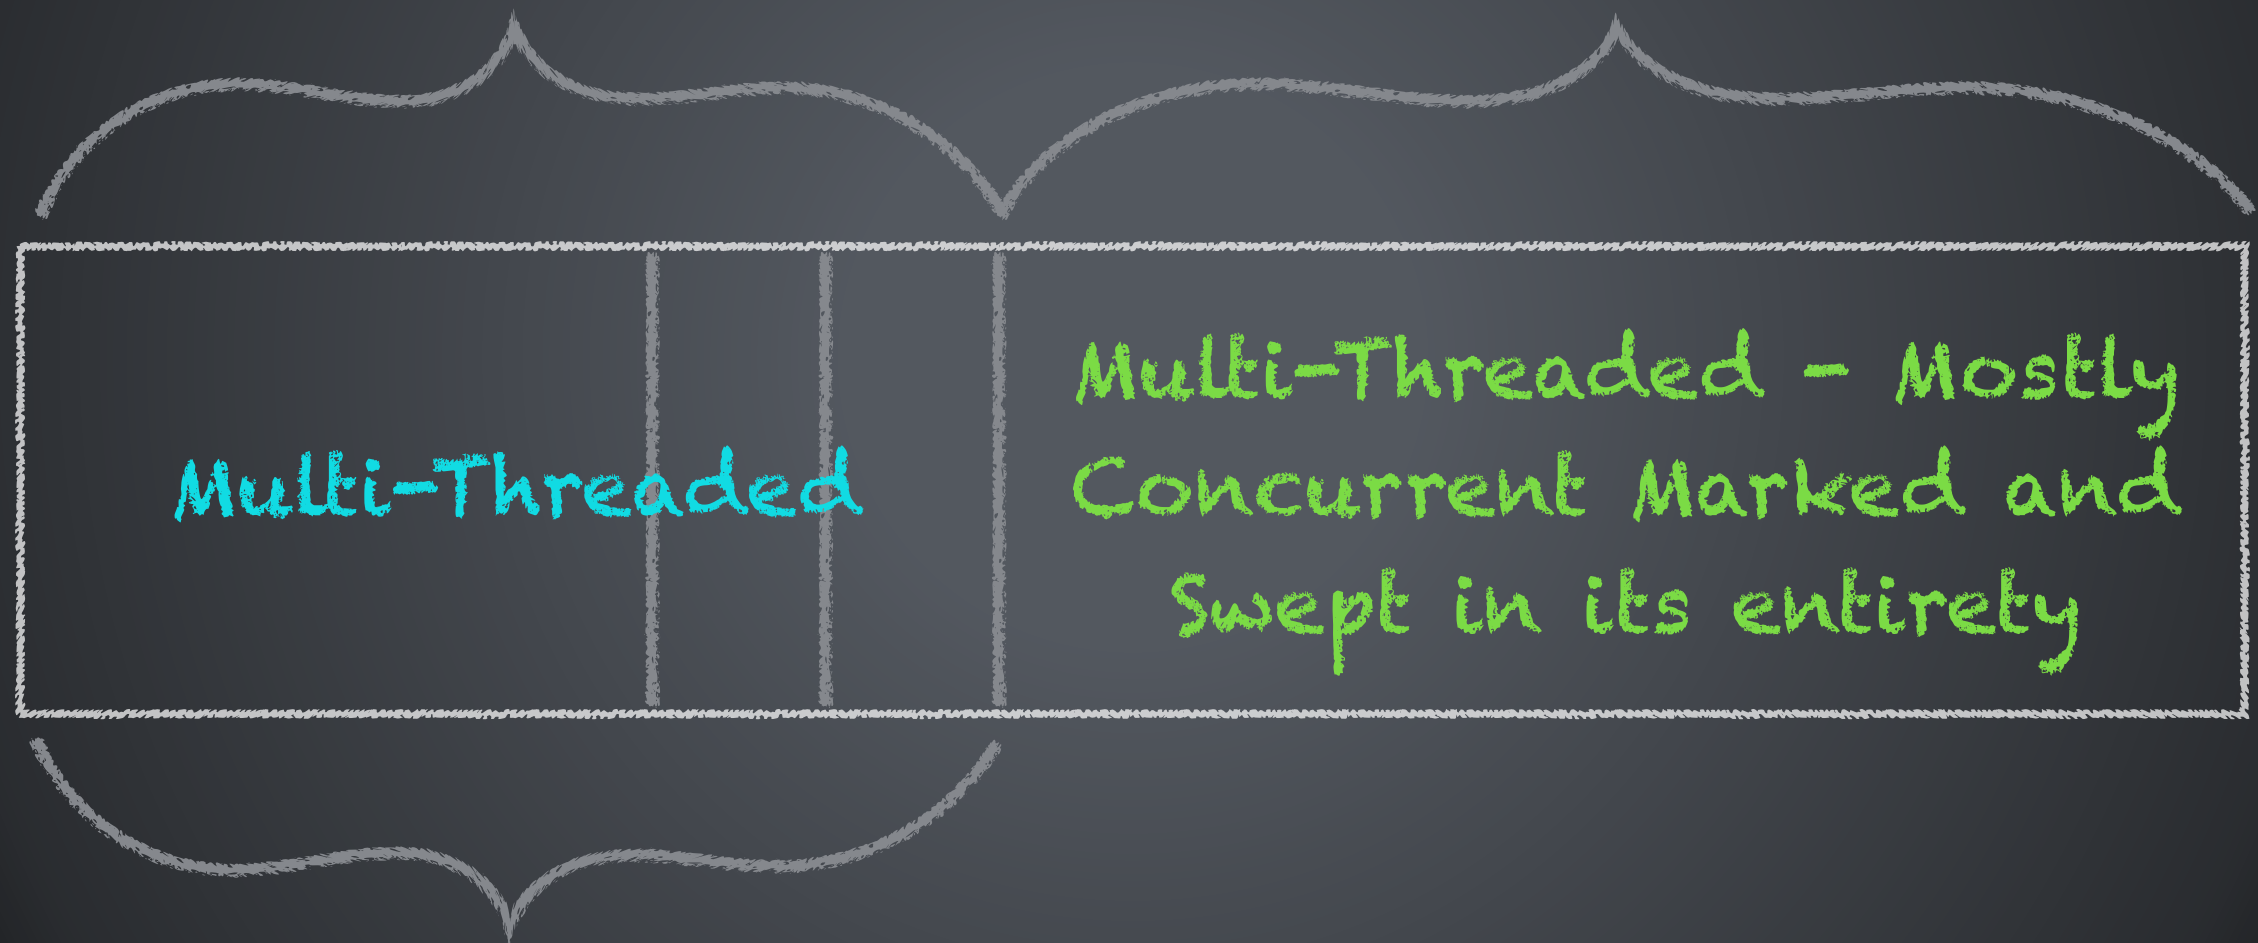 Multi-Threaded
Multi-Threaded - Mostly
Concurrent Marked and
Swept in its entirety